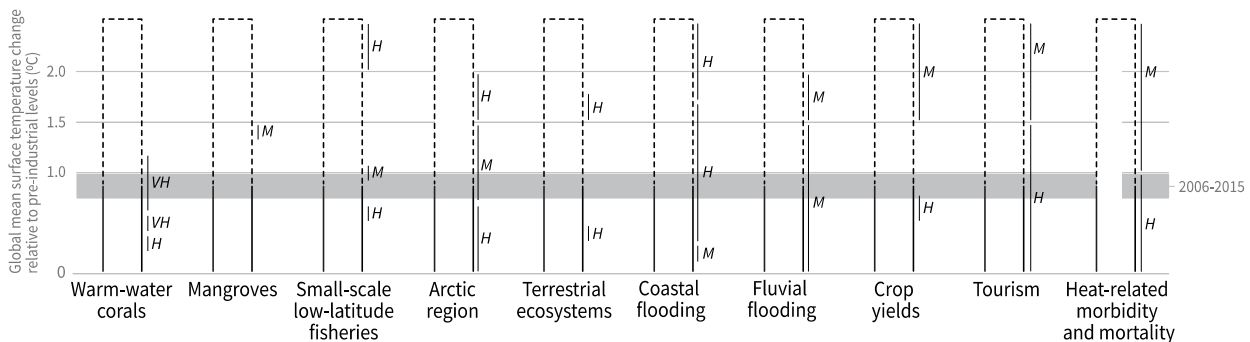 Global mean surface temperature change
relative to pre-industrial levels (ºC)
2.0
1.5
1.0
0
2006-2015
VH
VH
H
M
H
M
H
H
M
H
H
H
H
H
M
M
M
M
H
M
H
M
H
Warm-water
corals
Mangroves
Small-scale
low-latitude
fisheries
Arctic
region
Terrestrial
ecosystems
Coastal
flooding
Fluvial
flooding
Crop
yields
Tourism
Heat-related
morbidity
and mortality